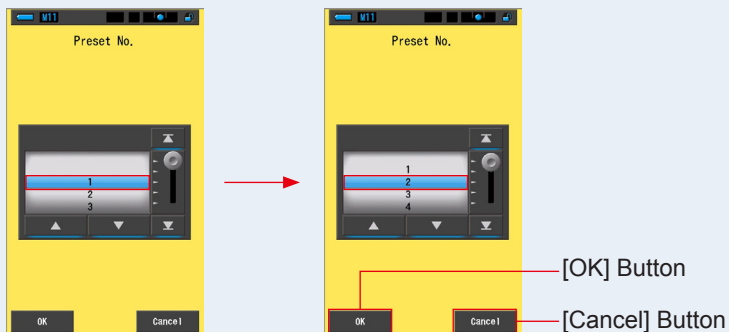 M11
Preset No.
1
2
3
OK
Cancel
M11
Preset No.
1
2
3
4
OK
Cancel
[OK] Button
[Cancel] Button